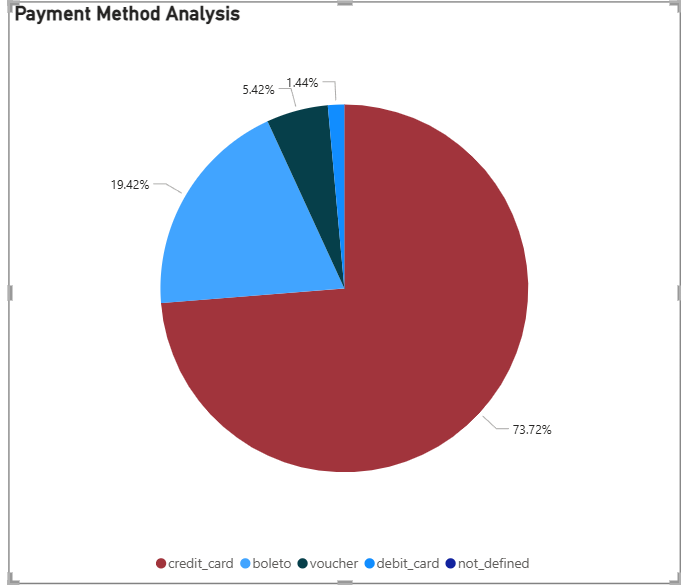 Payment Method Analysis
1.44%
5.42%
19.42%
73.72%
credit_card boleto voucher debit_card not_defined